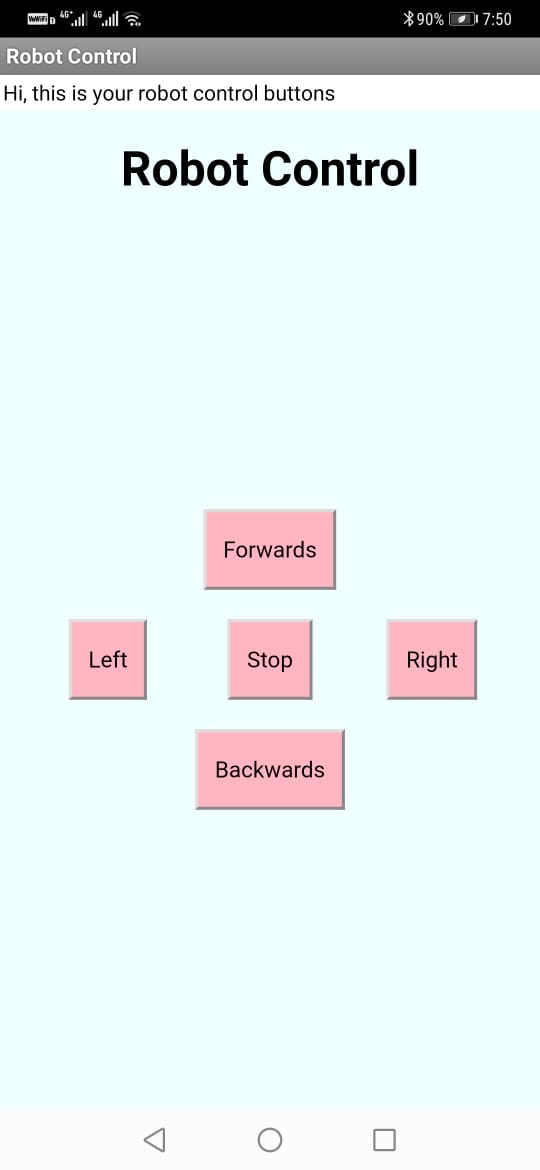 VoWiFi 4G+ 4G 90% 7:50
Robot Control
Hi, this is your robot control buttons
Robot Control
Forwards
Left Stop Right
Backwards